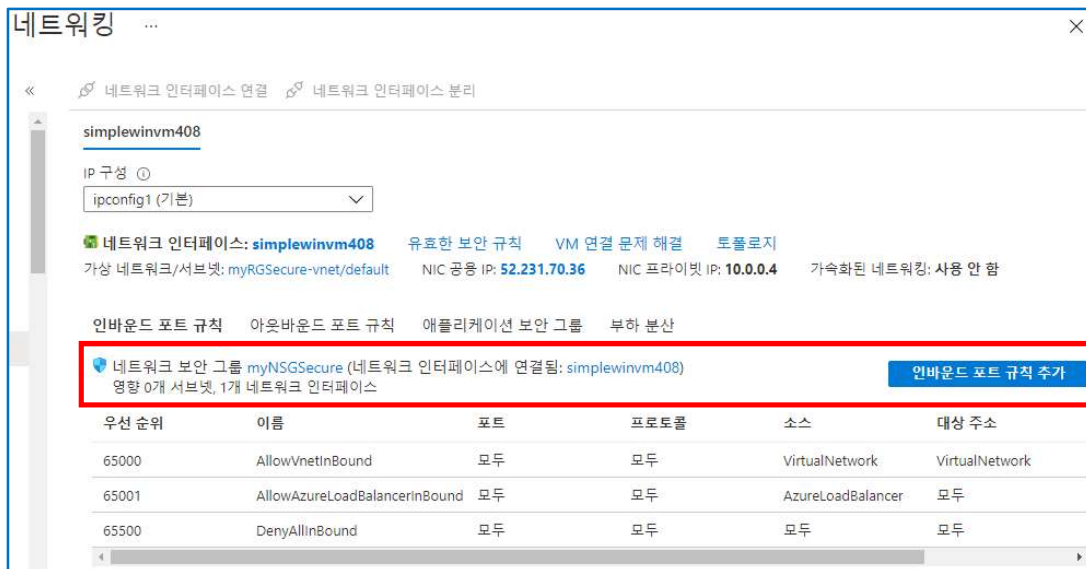 네트워킹 ...
네트워크 인터페이스 연결 네트워크 인터페이스 분리
simplewinvm408
IP 구성
ipconfig1 (기본)
네트워크 인터페이스: simplewinvm408 유효한 보안 규칙 VM 연결 문제 해결 토폴로지
가상 네트워크/서브넷: myRGSecure-vnet/default NIC 공용 IP: 52.231.70.36 NIC 프라이빗 IP: 10.0.0.4 가속화된 네트워킹: 사용 안 함
인바운드 포트 규칙 아웃바운드 포트 규칙 애플리케이션 보안 그룹 부하 분산
네트워크 보안 그룹 myNSGSecure (네트워크 인터페이스에 연결됨: simplewinvm408) 인바운드 포트 규칙 추가
영향 0개 서브넷, 1개 네트워크 인터페이스
우선 순위 이름 포트 프로토콜 소스 대상 주소
65000 AllowVnetInBound 모두 모두 VirtualNetwork VirtualNetwork
65001 AllowAzureLoadBalancerInBound 모두 모두 AzureLoadBalancer 모두
65500 DenyAllInBound 모두 모두 모두 모두